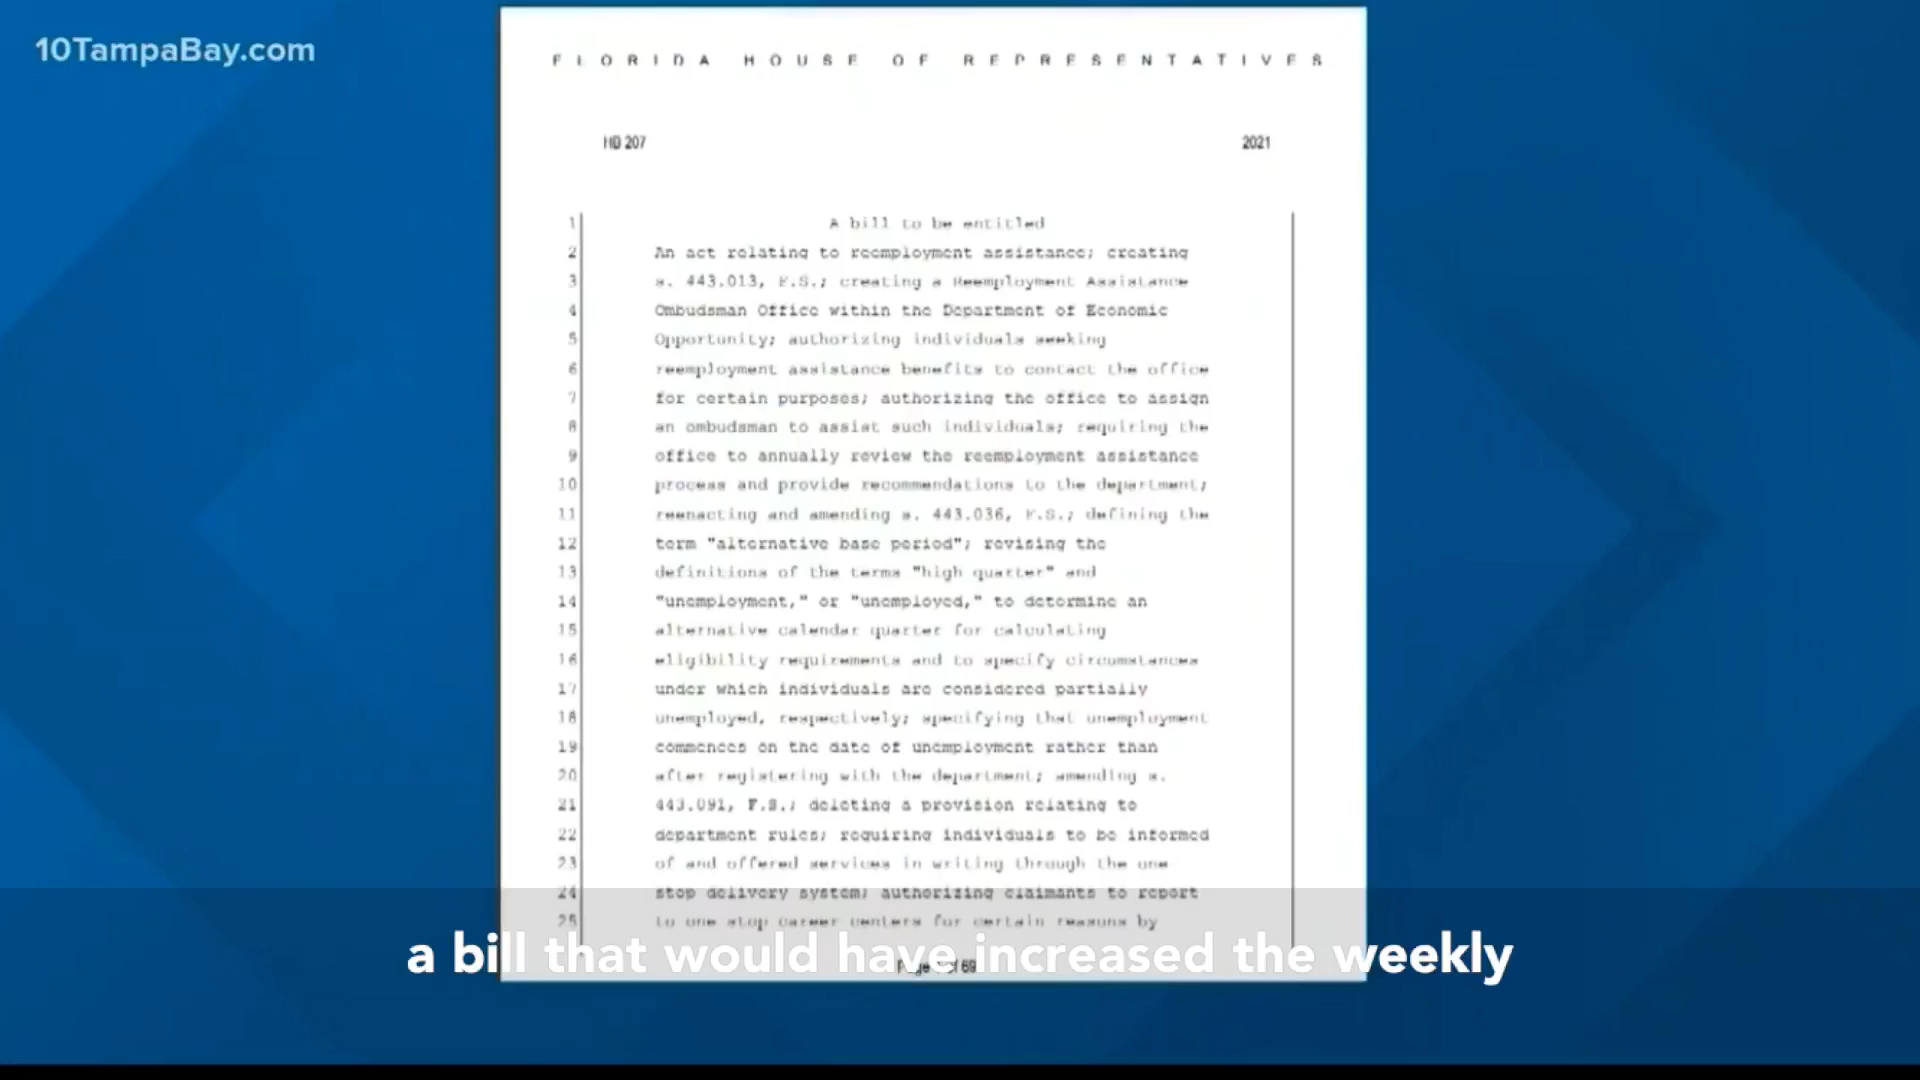 10TampaBay.com
FLORIDA HOUSE OF REPRESENTATIVES
HB 207 2021
1 A bill to be entitled
2 An act relating to reemployment assistance; creating
3 s. 443.013, F.S.; creating a Reemployment Assistance
4 Ombudsman Office within the Department of Economic
5 Opportunity; authorizing individuals seeking
6 reemployment assistance benefits to contact the office
7 for certain purposes; authorizing the office to assign
8 an ombudsman to assist such individuals; requiring the
9 office to annually review the reemployment assistance
10 process and provide recommendations to the department;
11 reenacting and amending s. 443.036, F.S.; defining the
12 term "alternative base period"; revising the
13 definitions of the terms "high quarter" and
14 "unemployment," or "unemployed," to determine an
15 alternative calendar quarter for calculating
16 eligibility requirements and to specify circumstances
17 under which individuals are considered partially
18 unemployed, respectively; specifying that unemployment
19 commences on the date of unemployment rather than
20 after registering with the department; amending s.
21 443.091, F.S.; deleting a provision relating to
22 department rules; requiring individuals to be informed
23 of and offered services in writing through the one
24 stop delivery system; authorizing claimants to report
25 to one stop career centers for certain reasons by
a bill that would have increased the weekly
Page of 69